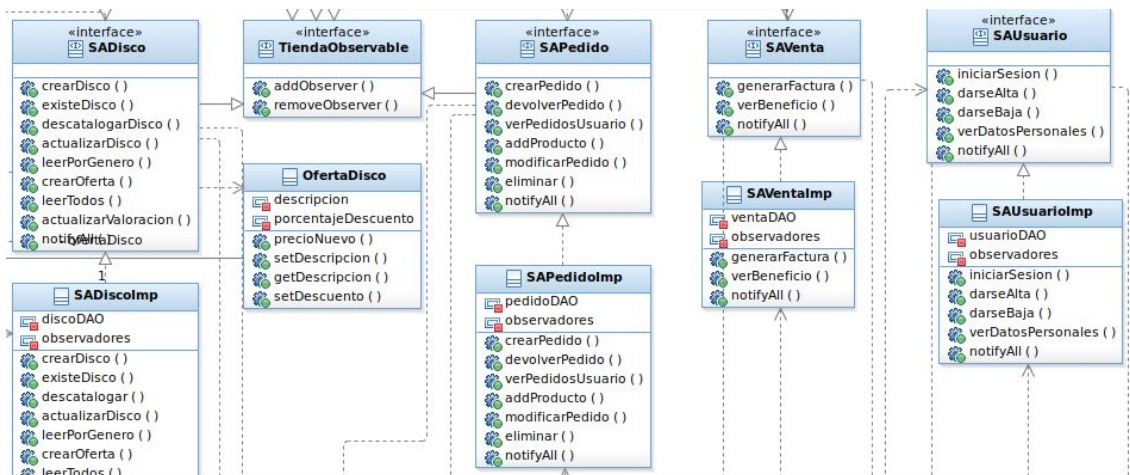 «interface»
SADisco
crearDisco ( )
existeDisco ( )
descatalogarDisco ( )
actualizarDisco ( )
leerPorGenero ( )
crearOferta ( )
leerTodos ( )
actualizarValoracion ( )
notifyAll ( )
-ofertaDisco
1
SADiscoImp
discoDAO
observadores
crearDisco ( )
existeDisco ( )
descatalogar ( )
actualizarDisco ( )
leerPorGenero ( )
crearOferta ( )
leerTodos ( )
«interface»
TiendaObservable
addObserver ( )
removeObserver ( )
OfertaDisco
descripcion
porcentajeDescuento
precioNuevo ( )
setDescripcion ( )
getDescripcion ( )
setDescuento ( )
«interface»
SAPedido
crearPedido ( )
devolverPedido ( )
verPedidosUsuario ( )
addProducto ( )
modificarPedido ( )
eliminar ( )
notifyAll ( )
SAPedidoImp
pedidoDAO
observadores
crearPedido ( )
devolverPedido ( )
verPedidosUsuario ( )
addProducto ( )
modificarPedido ( )
eliminar ( )
notifyAll ( )
«interface»
SAVenta
generarFactura ( )
verBeneficio ( )
notifyAll ( )
SAVentaImp
ventaDAO
observadores
generarFactura ( )
verBeneficio ( )
notifyAll ( )
«interface»
SAUsuario
iniciarSesion ( )
darseAlta ( )
darseBaja ( )
verDatosPersonales ( )
notifyAll ( )
SAUsuarioImp
usuarioDAO
observadores
iniciarSesion ( )
darseAlta ( )
darseBaja ( )
verDatosPersonales ( )
notifyAll ( )